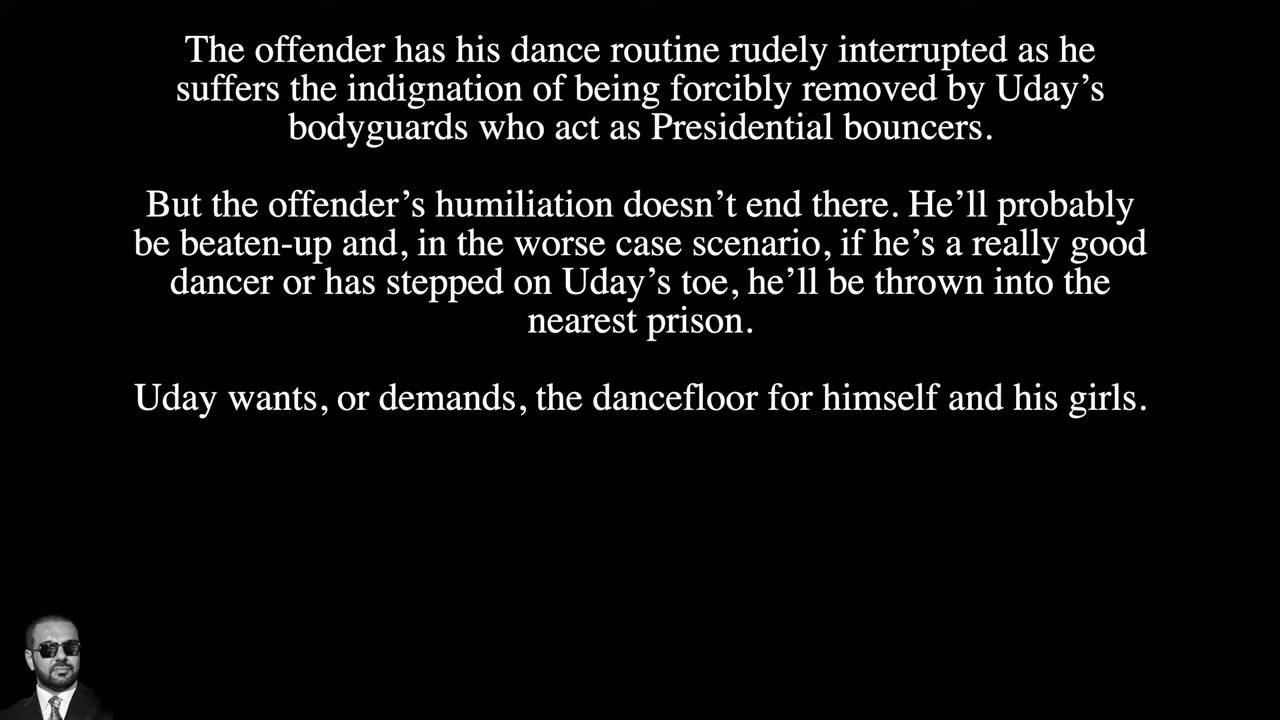 The offender has his dance routine rudely interrupted as he
suffers the indignation of being forcibly removed by Uday’s
bodyguards who act as Presidential bouncers.
But the offender’s humiliation doesn’t end there. He’ll probably
be beaten-up and, in the worse case scenario, if he’s a really good
dancer or has stepped on Uday’s toe, he’ll be thrown into the
nearest prison.
Uday wants, or demands, the dancefloor for himself and his girls.